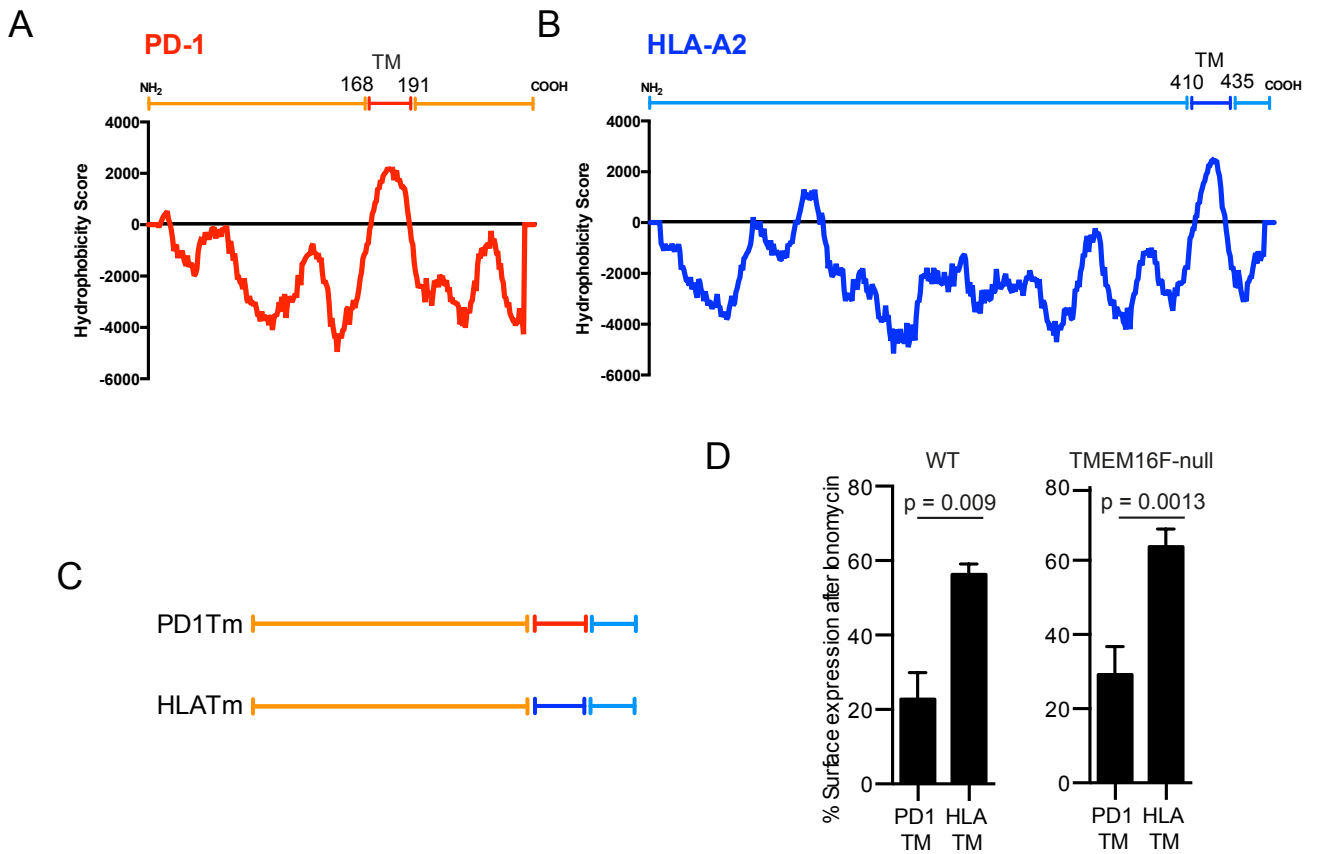 A
PD-1
TM
NH2
168
191
COOH
4000
2000
0
-2000
-4000
-6000
Hydrophobicity Score
B
HLA-A2
TM
NH2
410
435
COOH
4000
2000
0
-2000
-4000
-6000
Hydrophobicity Score
C
PD1Tm
HLATm
D
WT
% Surface expression after Ionomycin
80
60
40
20
0
p = 0.009
PD1
TM
HLA
TM
TMEM16F-null
80
60
40
20
0
p = 0.0013
PD1
TM
HLA
TM